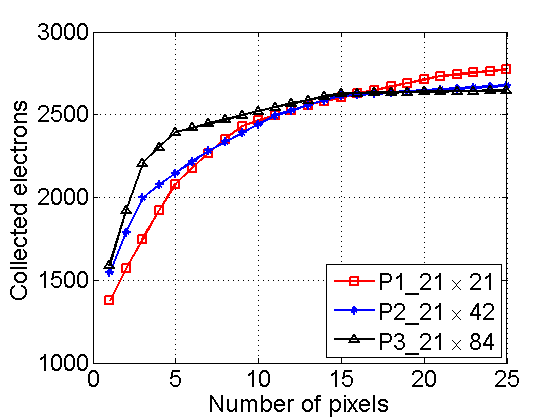 Collected electrons
3000
2500
2000
1500
1000
0
5
10
15
20
25
Number of pixels
P1_21 × 21
P2_21 × 42
P3_21 × 84